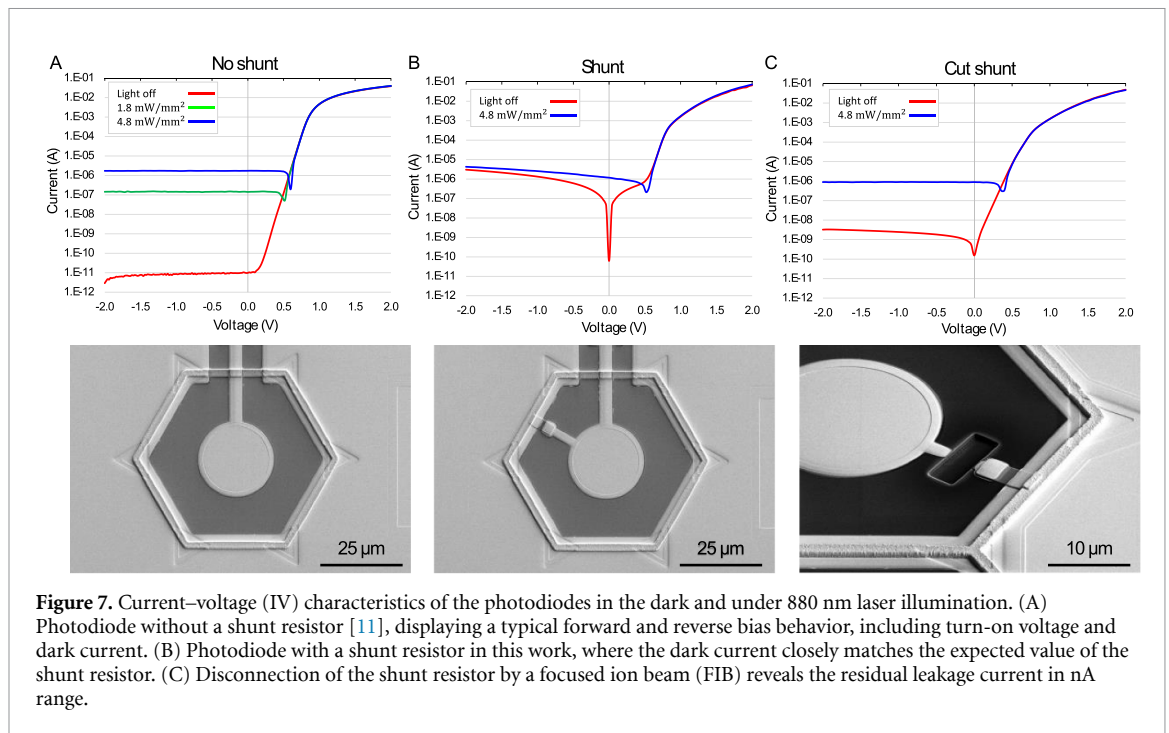 A
No shunt
1.E-01
1.E-02
1.E-03
1.E-04
1.E-05
1.E-06
1.E-07
1.E-08
1.E-09
1.E-10
1.E-11
1.E-12
Current (A)
Light off
1.8 mW/mm²
4.8 mW/mm²
-2.0 -1.5 -1.0 -0.5 0.0 0.5 1.0 1.5 2.0
Voltage (V)
B
Shunt
1.E-01
1.E-02
1.E-03
1.E-04
1.E-05
1.E-06
1.E-07
1.E-08
1.E-09
1.E-10
1.E-11
1.E-12
Current (A)
Light off
4.8 mW/mm²
-2.0 -1.5 -1.0 -0.5 0.0 0.5 1.0 1.5 2.0
Voltage (V)
C
Cut shunt
1.E-01
1.E-02
1.E-03
1.E-04
1.E-05
1.E-06
1.E-07
1.E-08
1.E-09
1.E-10
1.E-11
1.E-12
Current (A)
Light off
4.8 mW/mm²
-2.0 -1.5 -1.0 -0.5 0.0 0.5 1.0 1.5 2.0
Voltage (V)
25 µm
25 µm
10 µm
Figure 7. Current–voltage (IV) characteristics of the photodiodes in the dark and under 880 nm laser illumination. (A)
Photodiode without a shunt resistor [11], displaying a typical forward and reverse bias behavior, including turn-on voltage and
dark current. (B) Photodiode with a shunt resistor in this work, where the dark current closely matches the expected value of the
shunt resistor. (C) Disconnection of the shunt resistor by a focused ion beam (FIB) reveals the residual leakage current in nA
range.